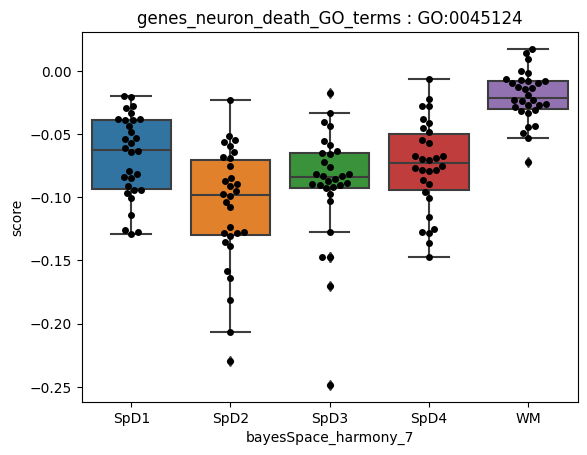 genes_neuron_death_GO_terms : GO:0045124
0.00
−0.05
−0.10
−0.15
−0.20
−0.25
score
SpD1 SpD2 SpD3 SpD4 WM
bayesSpace_harmony_7